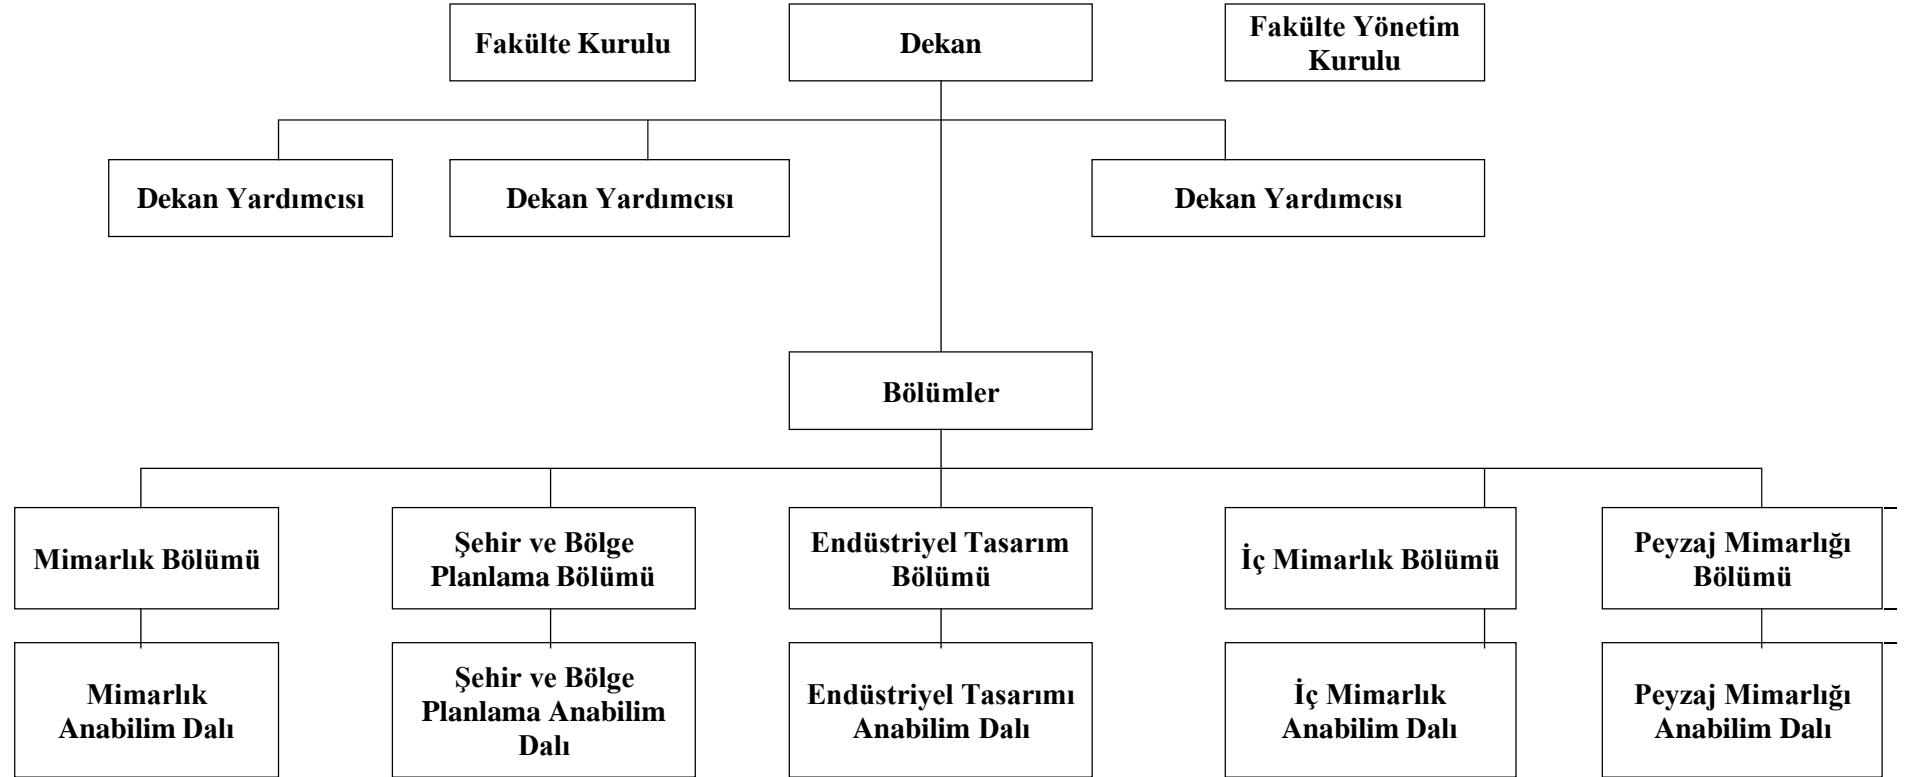 Fakülte Kurulu
Dekan
Fakülte Yönetim
Kurulu
Dekan Yardımcısı
Dekan Yardımcısı
Dekan Yardımcısı
Bölümler
Mimarlık Bölümü
Şehir ve Bölge
Planlama Bölümü
Endüstriyel Tasarım
Bölümü
İç Mimarlık Bölümü
Peyzaj Mimarlığı
Bölümü
Mimarlık
Anabilim Dalı
Şehir ve Bölge
Planlama Anabilim
Dalı
Endüstriyel Tasarımı
Anabilim Dalı
İç Mimarlık
Anabilim Dalı
Peyzaj Mimarlığı
Anabilim Dalı